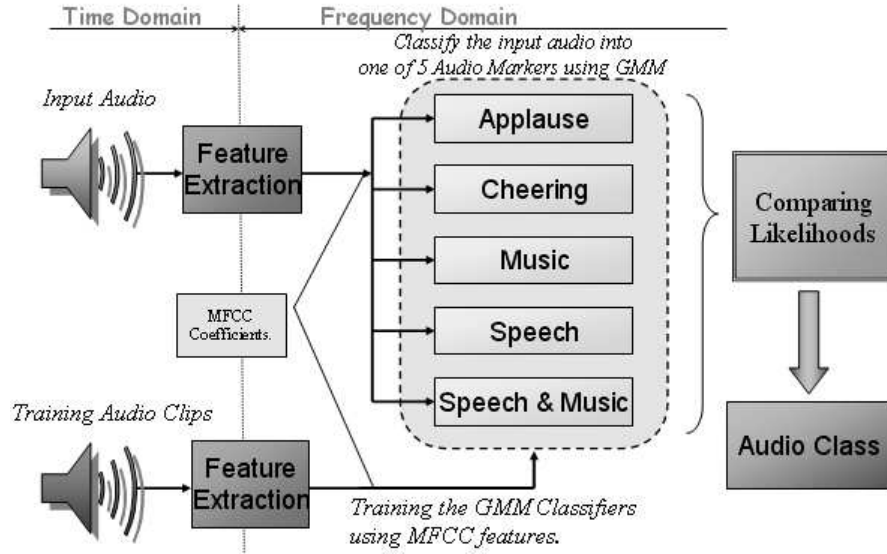 Time Domain
Frequency Domain
Classify the input audio into
one of 5 Audio Markers using GMM
Input Audio
Feature
Extraction
Applause
Cheering
Music
Speech
Speech & Music
Comparing
Likelihoods
MFCC
Coefficients.
Training Audio Clips
Feature
Extraction
Audio Class
Training the GMM Classifiers
using MFCC features.